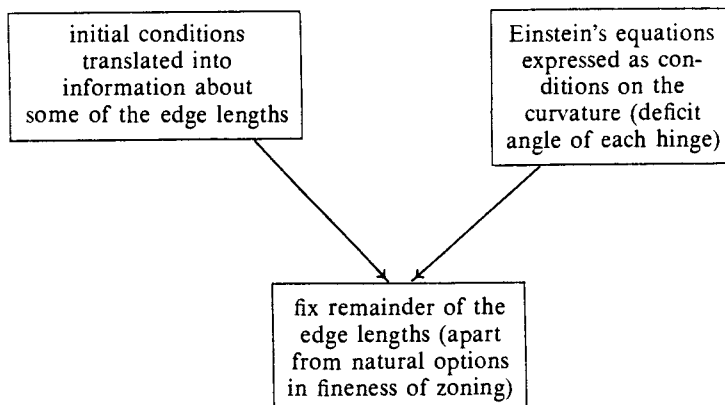 initial conditions
translated into
information about
some of the edge lengths
Einstein's equations
expressed as con-
ditions on the
curvature (deficit
angle of each hinge)
fix remainder of the
edge lengths (apart
from natural options
in fineness of zoning)